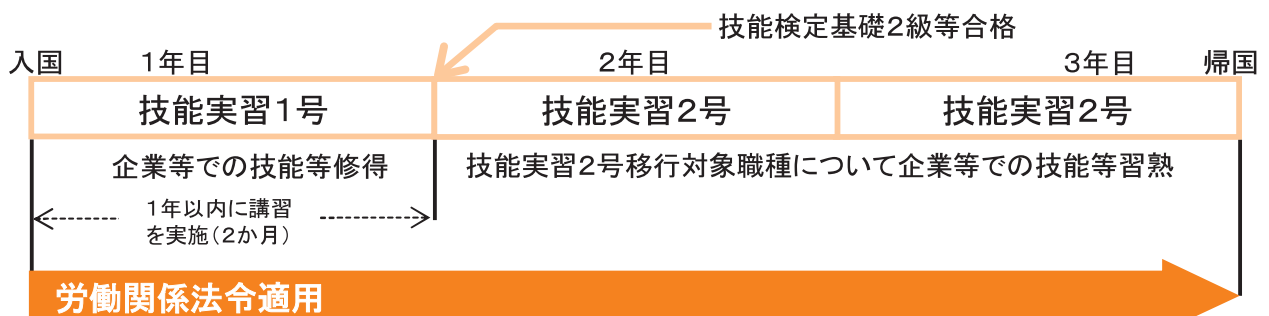 技能検定基礎2級等合格
入国 1年目 2年目 3年目 帰国
技能実習1号 技能実習2号 技能実習2号
企業等での技能等修得 技能実習2号移行対象職種について企業等での技能等習熟
1年以内に講習
を実施(2か月)
労働関係法令適用